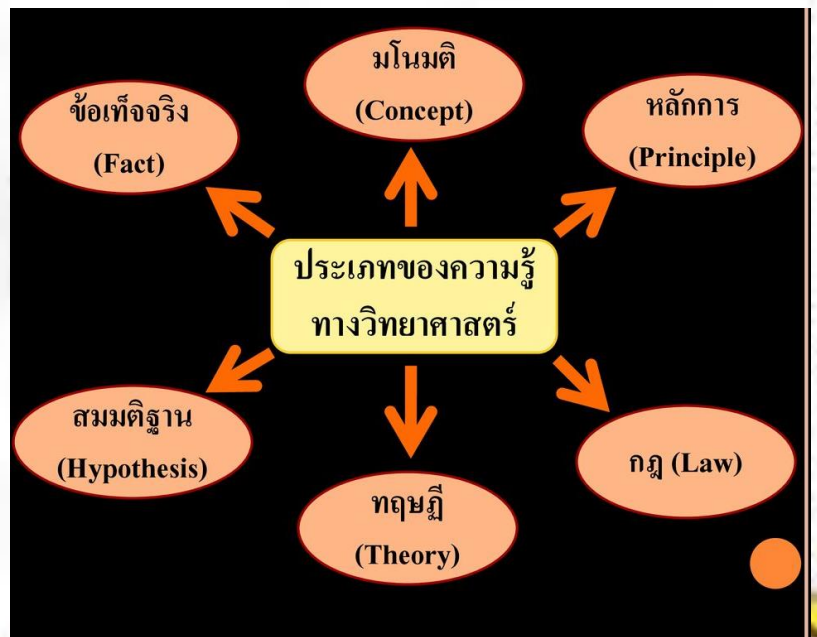 มโนมติ
(Concept)
ข้อเท็จจริง
(Fact)
หลักการ
(Principle)
ประเภทของความรู้
ทางวิทยาศาสตร์
สมมติฐาน
(Hypothesis)
ทฤษฏี
(Theory)
กฎ (Law)